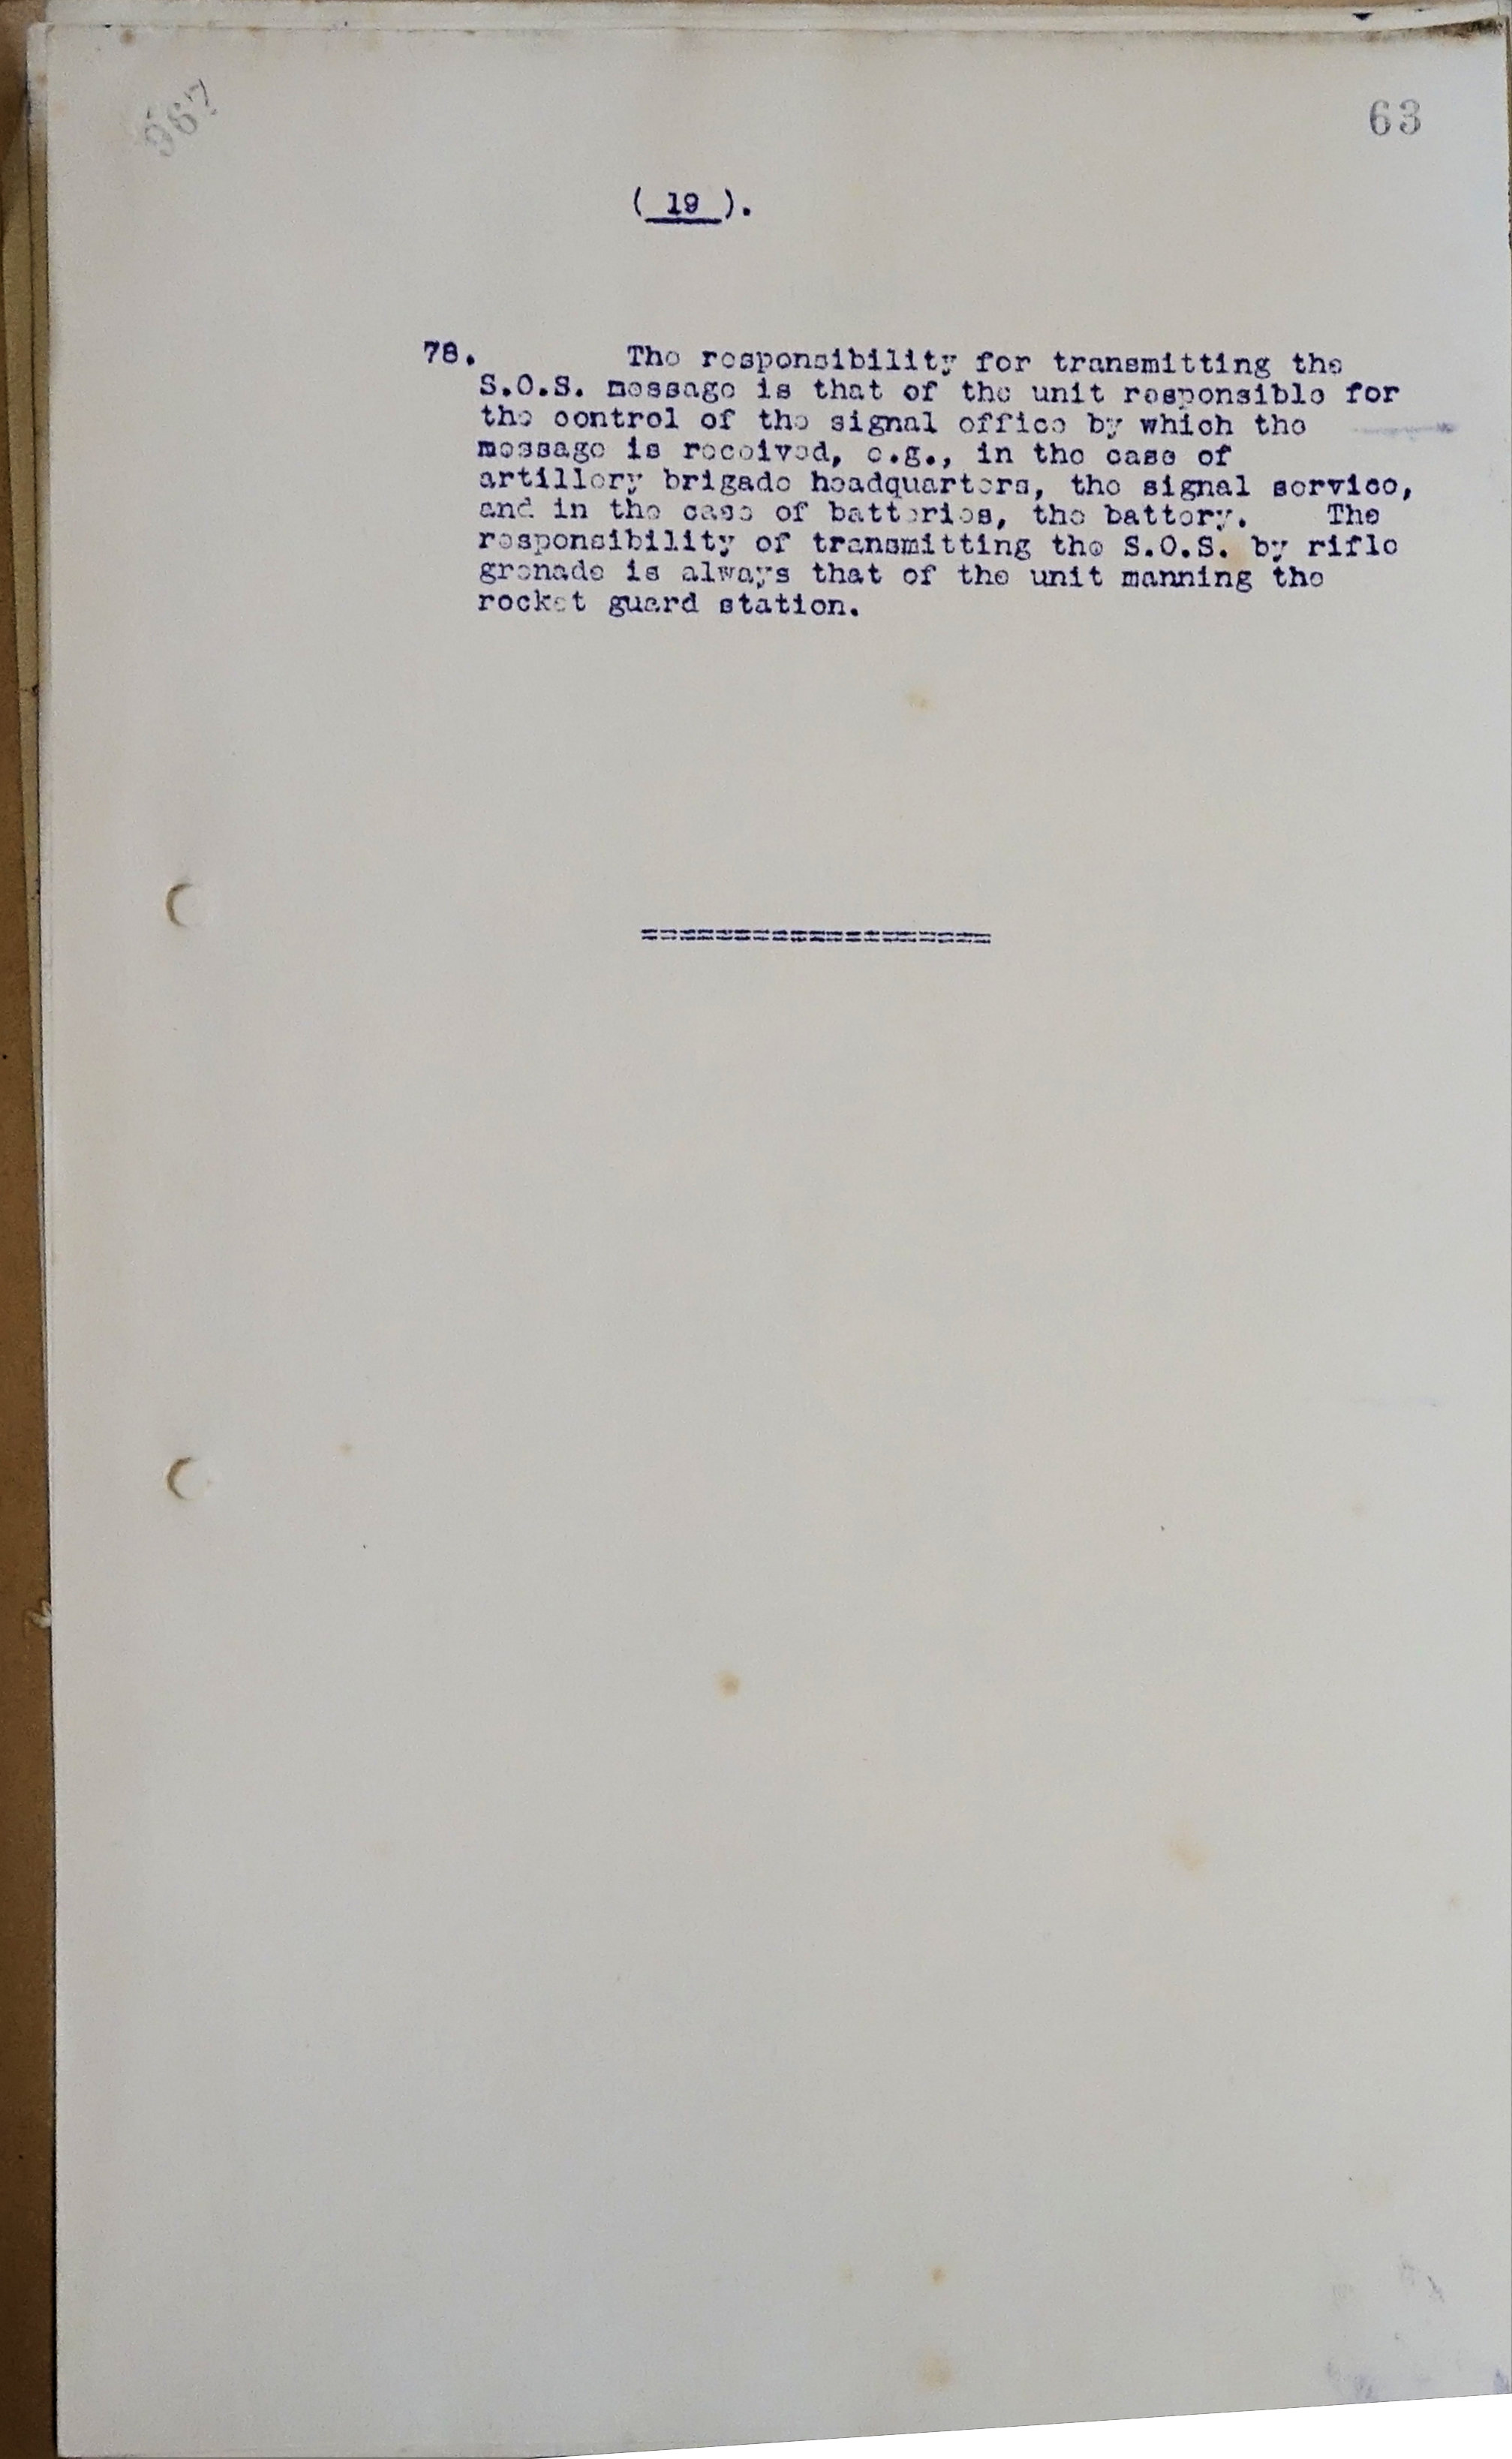 967
63
( 19 ).
78. The responsibility for transmitting the
S.O.S. message is that of the unit responsible for
the control of the signal office by which the
message is received, e.g., in the case of
artillery brigade headquarters, the signal service,
and in the case of batteries, the battery. The
responsibility of transmitting the S.O.S. by rifle
grenade is always that of the unit manning the
rocket guard station.
===================